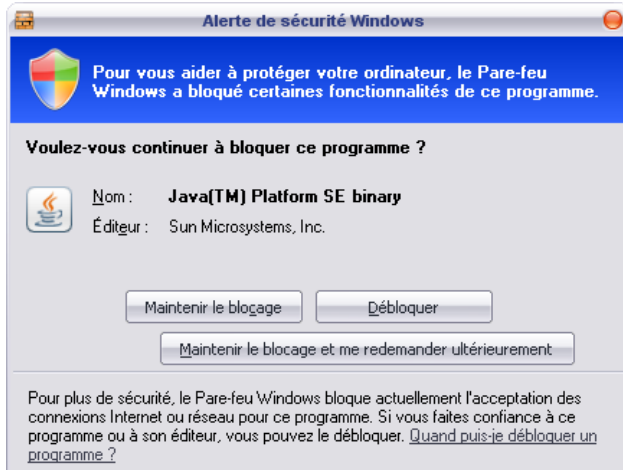 Alerte de sécurité Windows
Pour vous aider à protéger votre ordinateur, le Pare-feu
Windows a bloqué certaines fonctionnalités de ce programme.
Voulez-vous continuer à bloquer ce programme ?
Nom : Java(TM) Platform SE binary
Éditeur : Sun Microsystems, Inc.
Maintenir le blocage Débloquer
Maintenir le blocage et me redemander ultérieurement
Pour plus de sécurité, le Pare-feu Windows bloque actuellement l'acceptation des
connexions Internet ou réseau pour ce programme. Si vous faites confiance à ce
programme ou à son éditeur, vous pouvez le débloquer. Quand puis-je débloquer un
programme ?